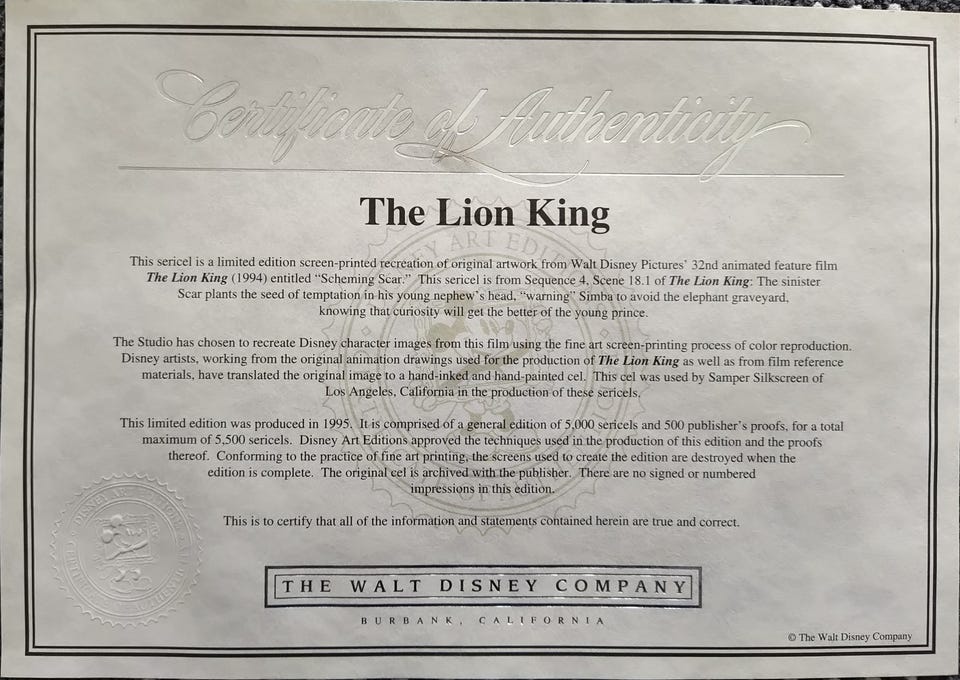 Certificate of Authenticity
The Lion King
This sericel is a limited edition screen-printed recreation of original artwork from Walt Disney Pictures' 32nd animated feature film
The Lion King (1994) entitled “Scheming Scar.” This sericel is from Sequence 4, Scene 18.1 of The Lion King: The sinister
Scar plants the seed of temptation in his young nephew's head, “warning” Simba to avoid the elephant graveyard,
knowing that curiosity will get the better of the young prince.
The Studio has chosen to recreate Disney character images from this film using the fine art screen-printing process of color reproduction.
Disney artists, working from the original animation drawings used for the production of The Lion King as well as from film reference
materials, have translated the original image to a hand-inked and hand-painted cel. This cel was used by Samper Silkscreen of
Los Angeles, California in the production of these sericels.
This limited edition was produced in 1995. It is comprised of a general edition of 5,000 sericels and 500 publisher's proofs, for a total
maximum of 5,500 sericels. Disney Art Editions approved the techniques used in the production of this edition and the proofs
thereof. Conforming to the practice of fine art printing, the screens used to create the edition are destroyed when the
edition is complete. The original cel is archived with the publisher. There are no signed or numbered
impressions in this edition.
This is to certify that all of the information and statements contained herein are true and correct.
THE WALT DISNEY COMPANY
BURBANK, CALIFORNIA
© The Walt Disney Company